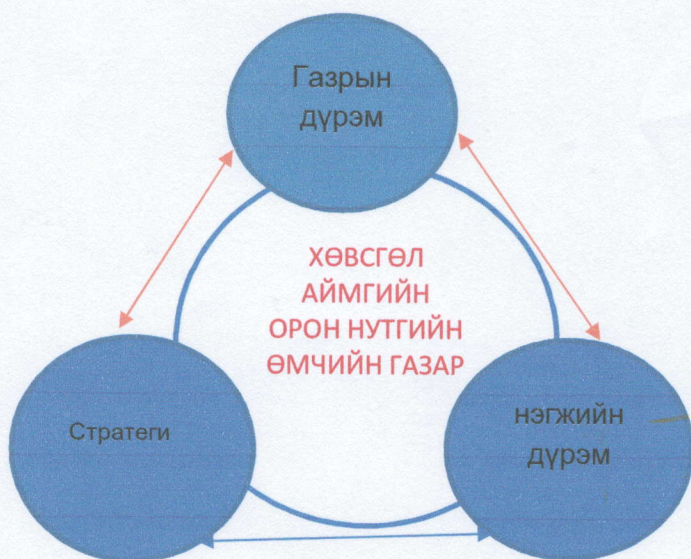 Газрын
дүрэм
ХӨВСГӨЛ
АЙМГИЙН
ОРОН НУТГИЙН
ӨМЧИЙН ГАЗАР
Стратеги
нэгжийн
дүрэм